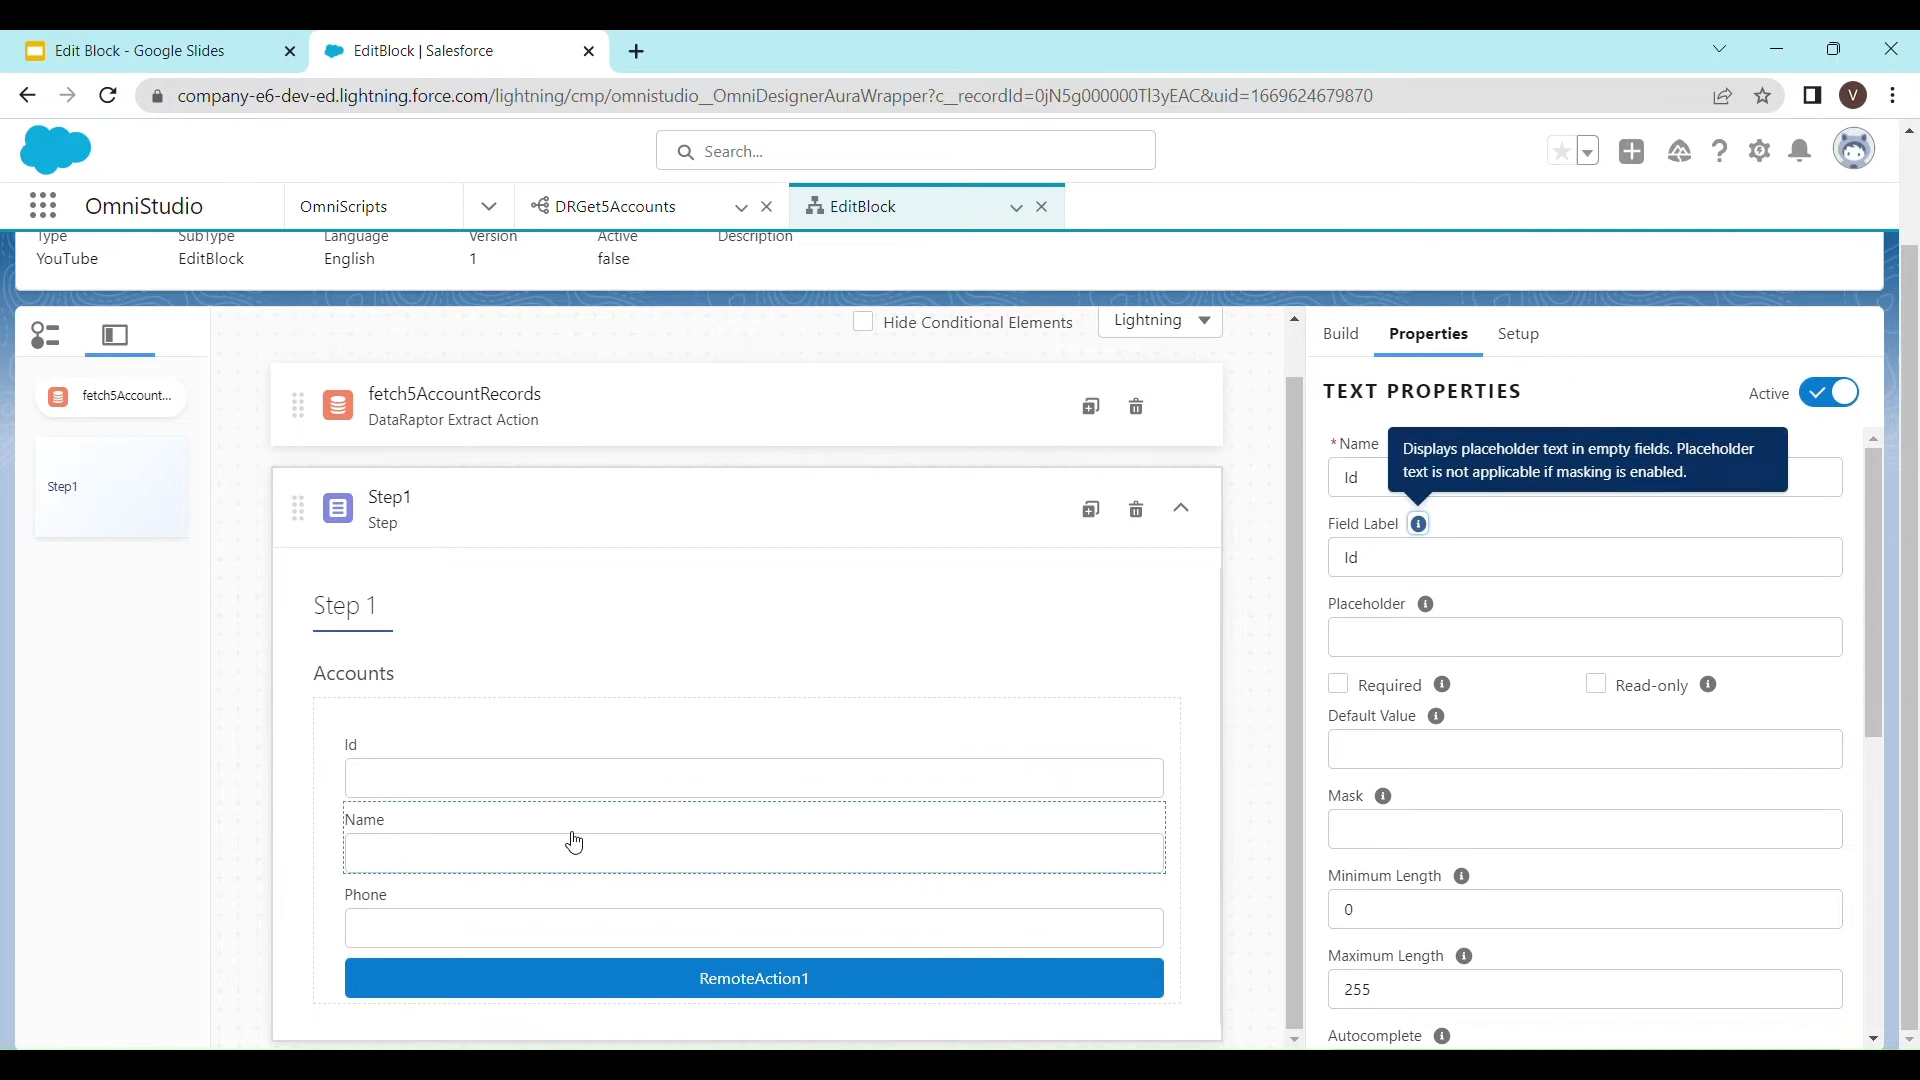 Edit Block - Google Slides
EditBlock | Salesforce
company-e6-dev-ed.lightning.force.com/lightning/cmp/omnistudio__OmniDesignerAuraWrapper?c__recordId=0jN5g000000Tl3yEAC&uid=1669624679870
V
Search...
OmniStudio
OmniScripts
DRGet5Accounts
EditBlock
Type SubType Language Version Active Description
YouTube EditBlock English 1 false
Hide Conditional Elements
Lightning
fetch5Account...
Step1
fetch5AccountRecords
DataRaptor Extract Action
Step1
Step
Step 1
Accounts
Id
Name
Phone
RemoteAction1
Build Properties Setup
TEXT PROPERTIES
Active
* Name
Displays placeholder text in empty fields. Placeholder
text is not applicable if masking is enabled.
Id
Field Label
Id
Placeholder
Required Read-only
Default Value
Mask
Minimum Length
0
Maximum Length
255
Autocomplete